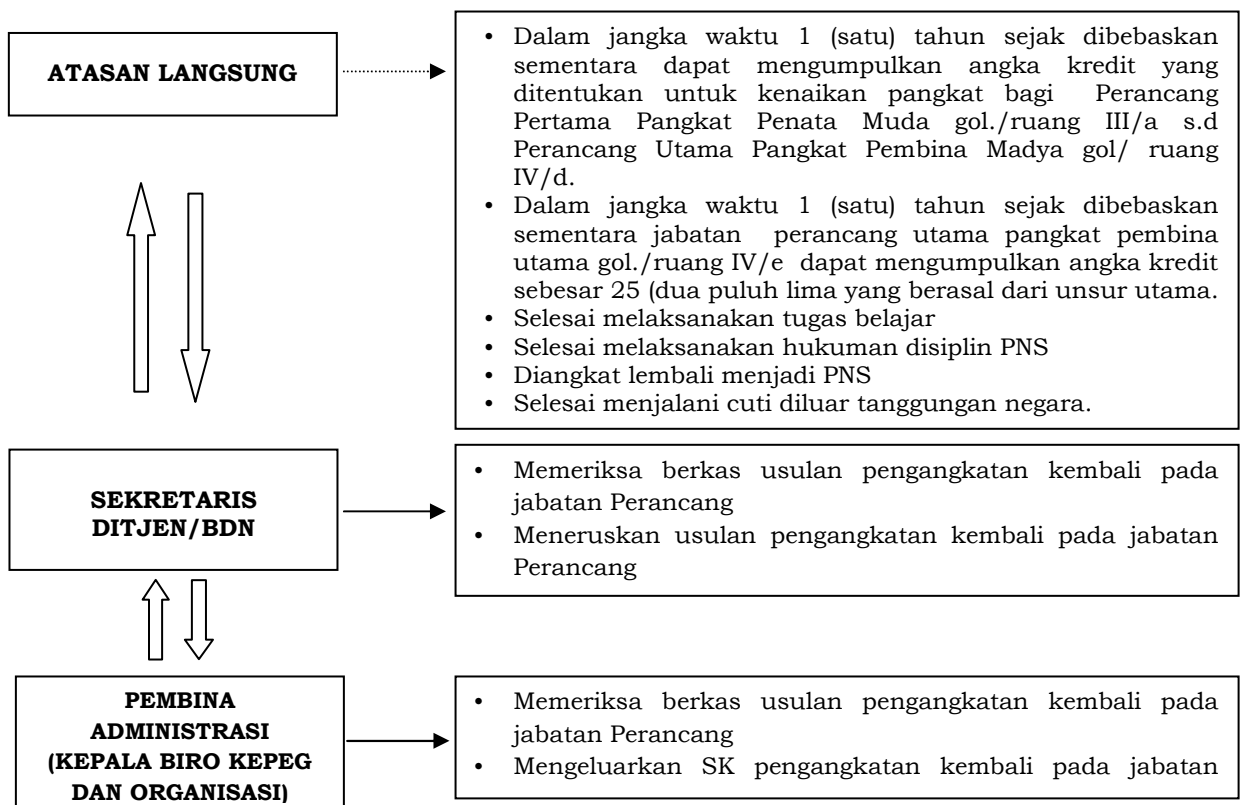 ATASAN LANGSUNG
• Dalam jangka waktu 1 (satu) tahun sejak dibebaskan
sementara dapat mengumpulkan angka kredit yang
ditentukan untuk kenaikan pangkat bagi Perancang
Pertama Pangkat Penata Muda gol./ruang III/a s.d
Perancang Utama Pangkat Pembina Madya gol/ ruang
IV/d.
• Dalam jangka waktu 1 (satu) tahun sejak dibebaskan
sementara jabatan perancang utama pangkat pembina
utama gol./ruang IV/e dapat mengumpulkan angka kredit
sebesar 25 (dua puluh lima yang berasal dari unsur utama.
• Selesai melaksanakan tugas belajar
• Selesai melaksanakan hukuman disiplin PNS
• Diangkat lembali menjadi PNS
• Selesai menjalani cuti diluar tanggungan negara.
SEKRETARIS
DITJEN/BDN
• Memeriksa berkas usulan pengangkatan kembali pada
jabatan Perancang
• Meneruskan usulan pengangkatan kembali pada jabatan
Perancang
PEMBINA
ADMINISTRASI
(KEPALA BIRO KEPEG
DAN ORGANISASI)
• Memeriksa berkas usulan pengangkatan kembali pada
jabatan Perancang
• Mengeluarkan SK pengangkatan kembali pada jabatan